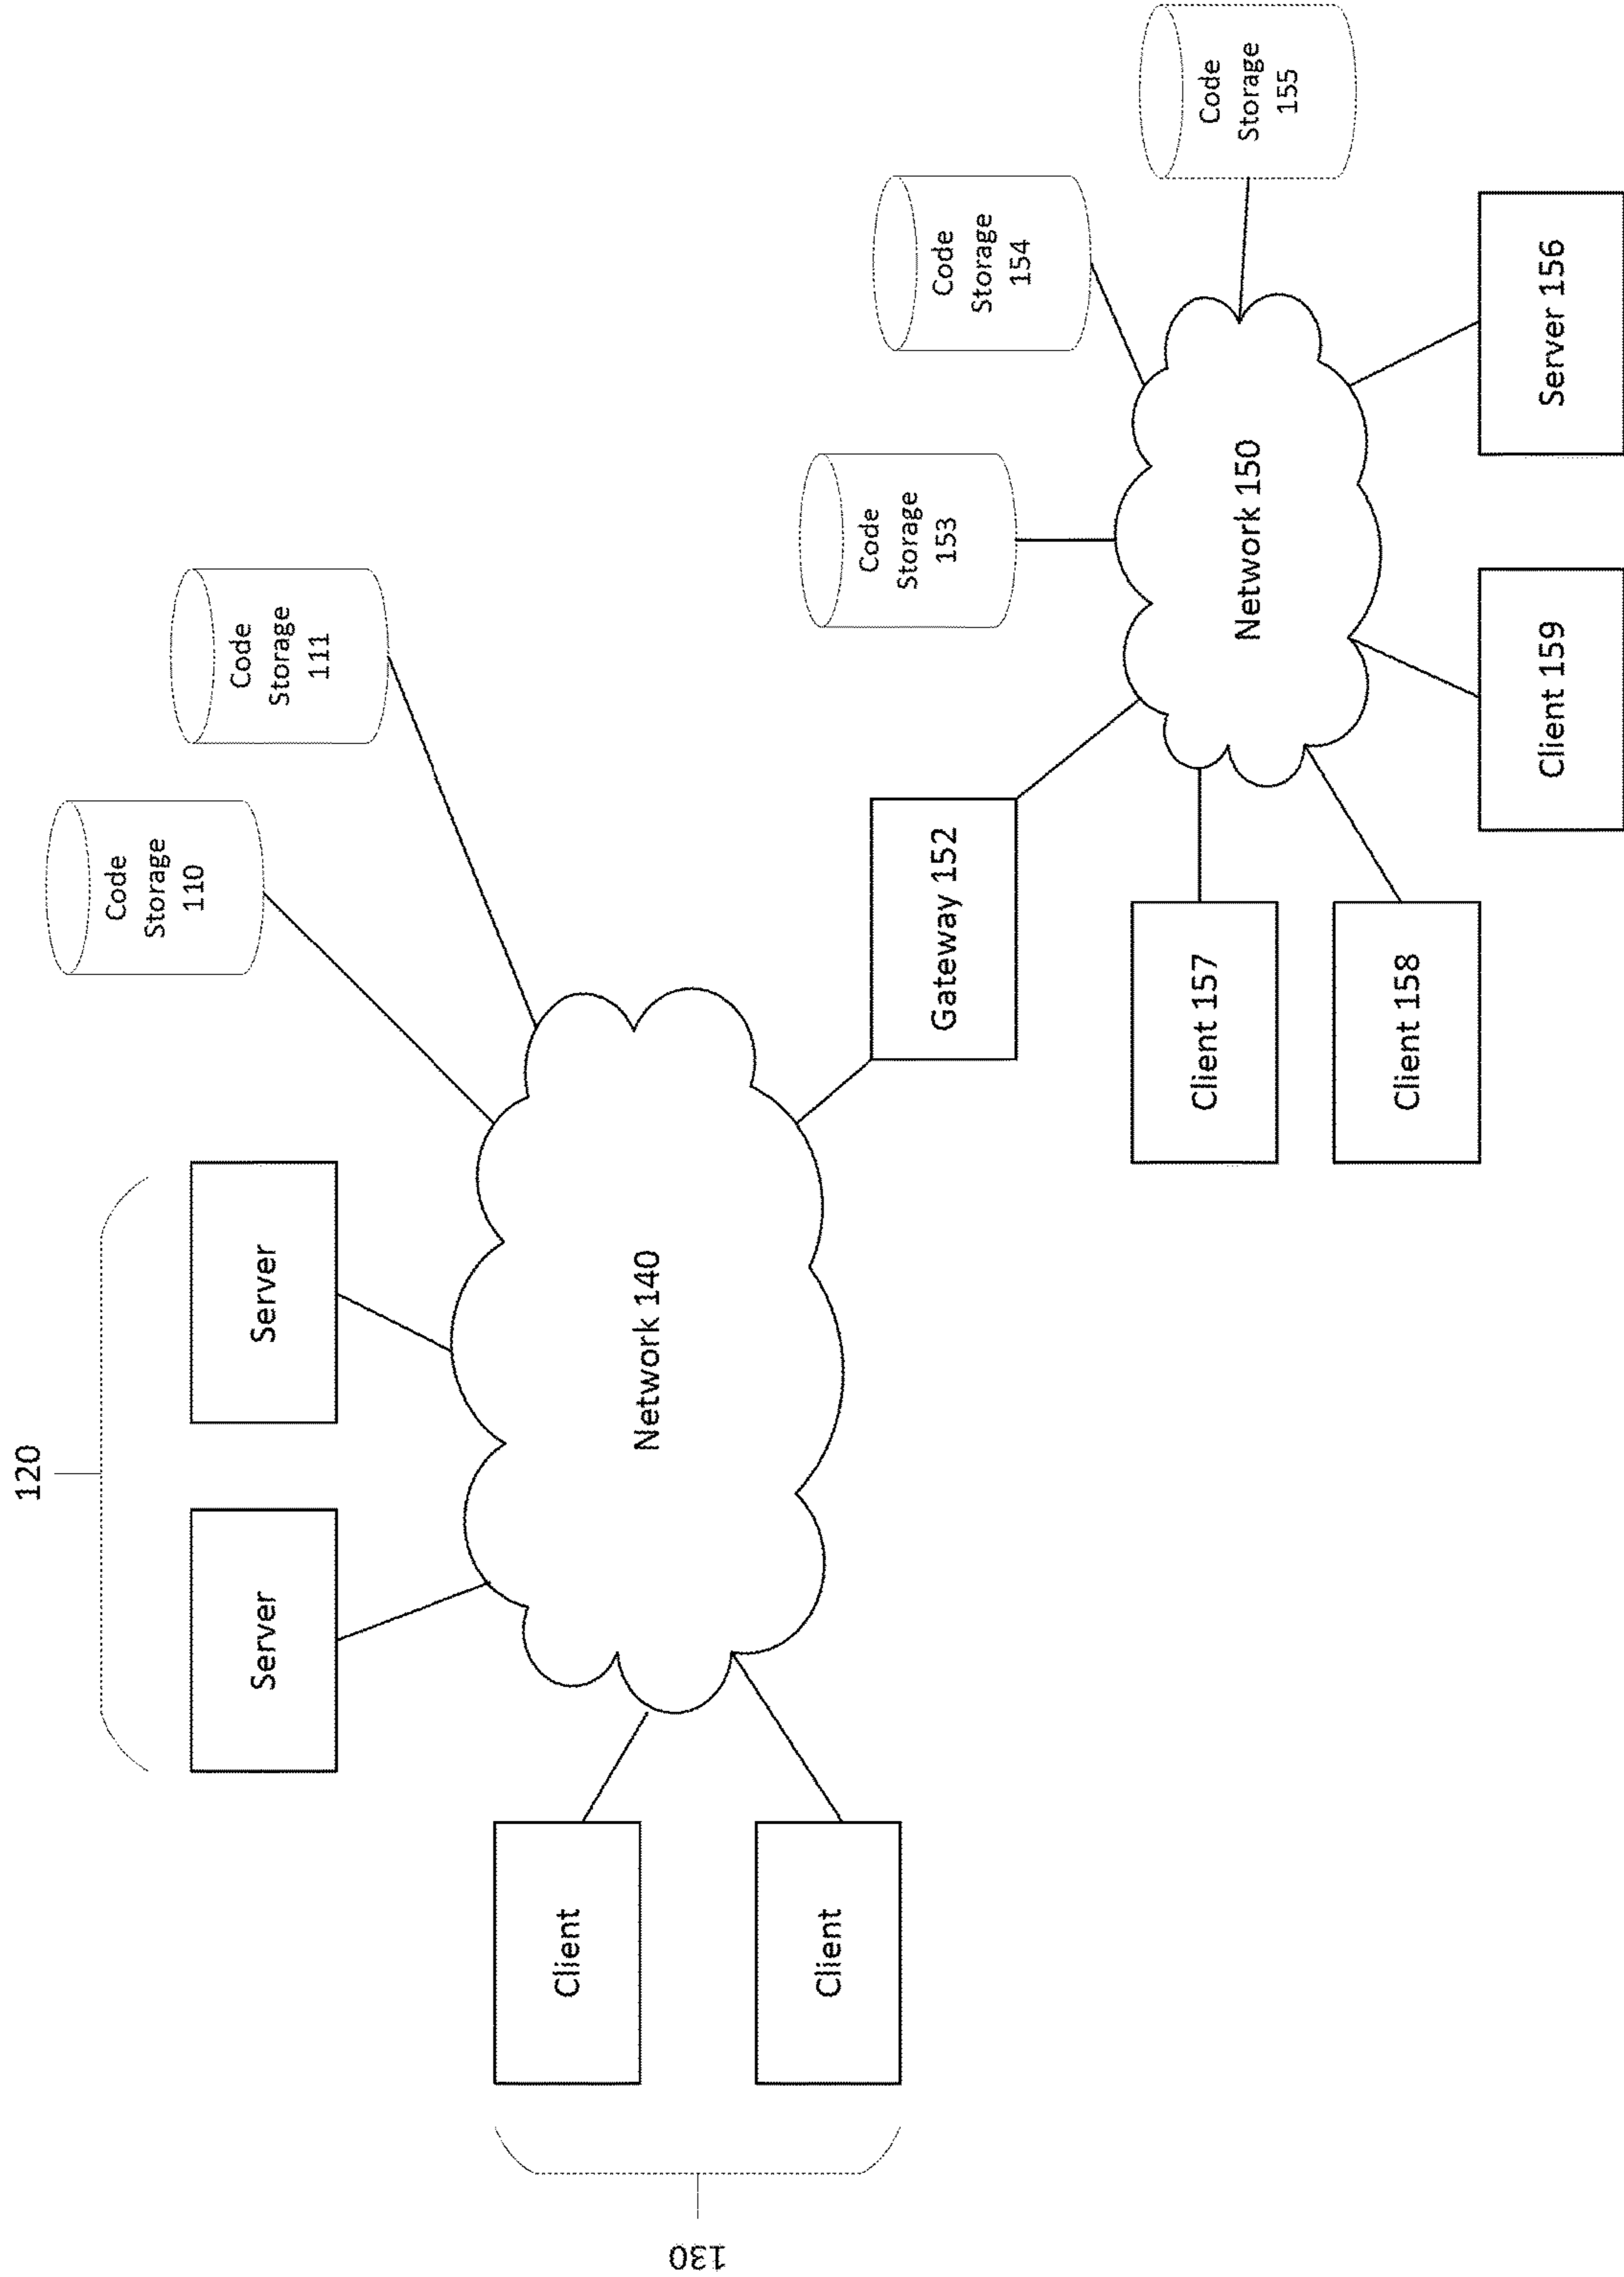 120
Server
Server
Code
Storage
110
Code
Storage
111
Client
Client
130
Network 140
Gateway 152
Code
Storage
153
Code
Storage
154
Code
Storage
155
Network 150
Client 157
Client 158
Client 159
Server 156